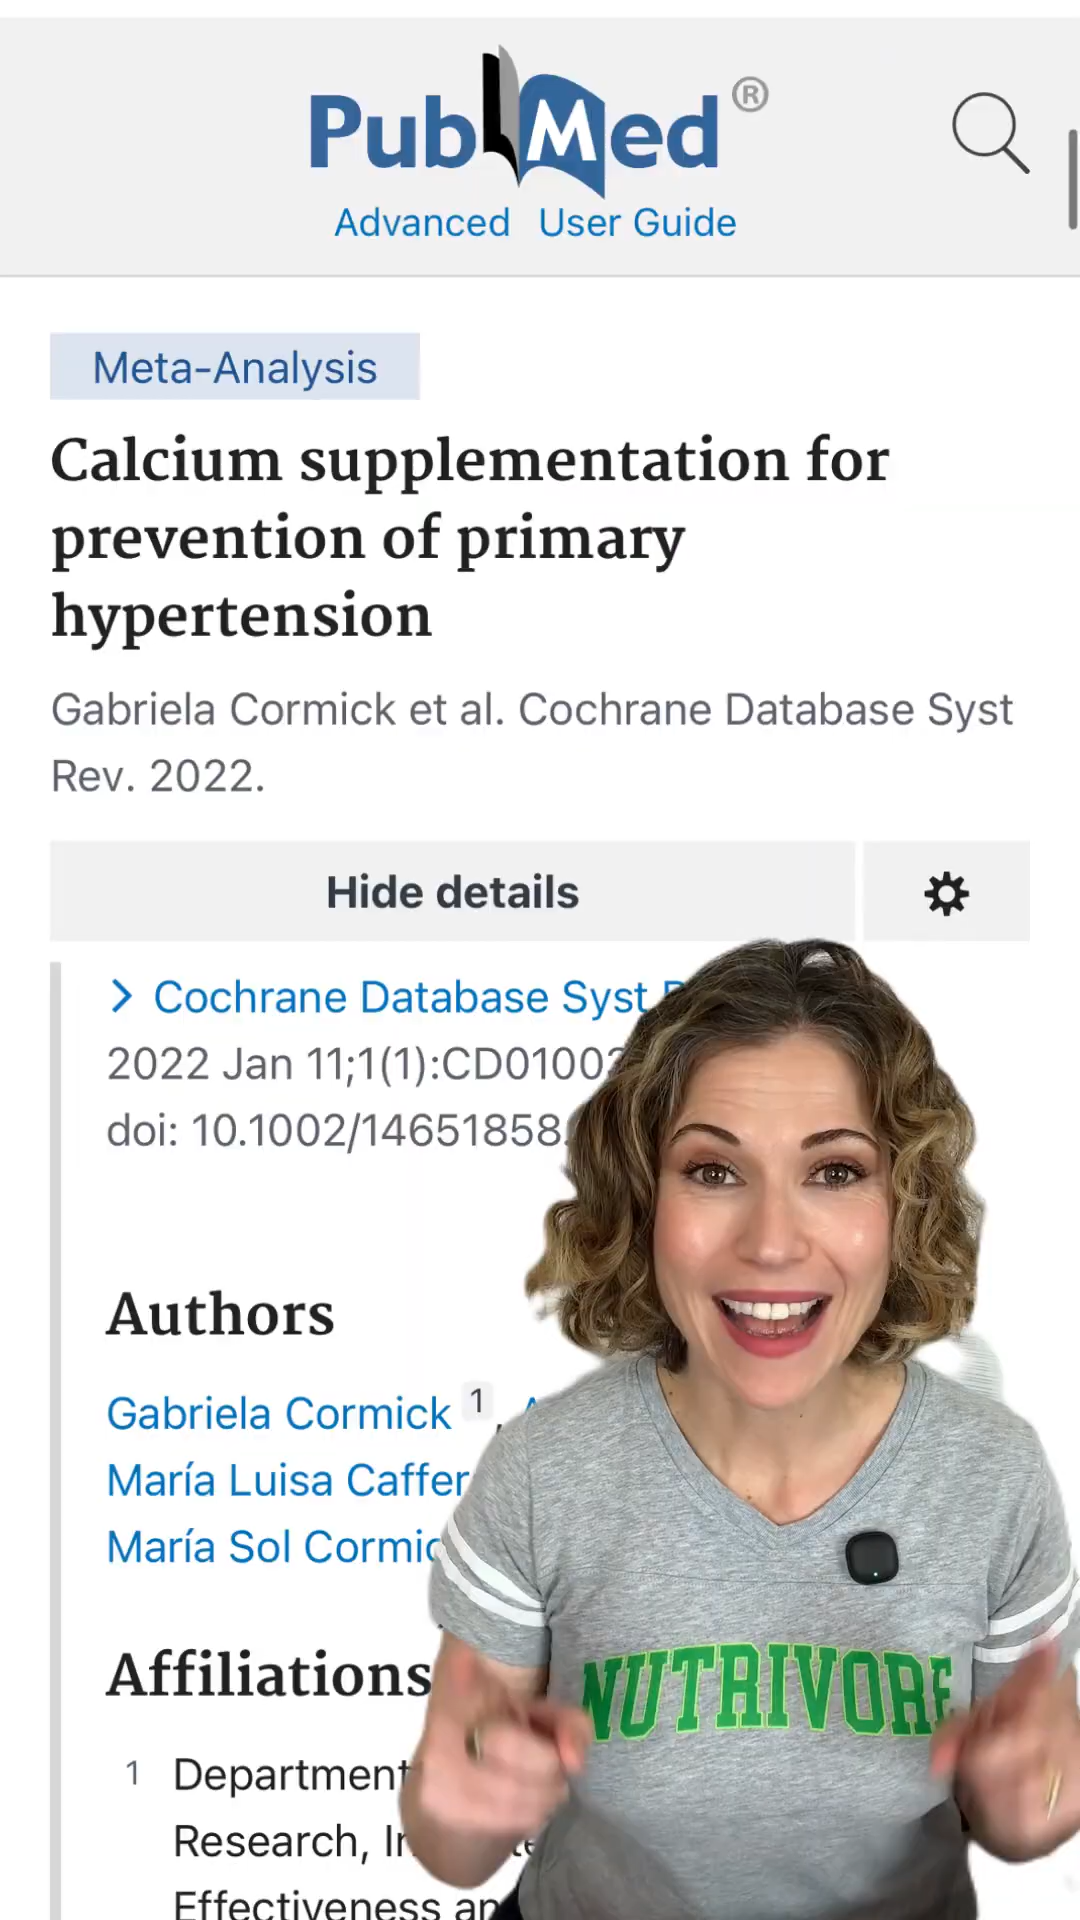 PubMed®
Advanced User Guide
Meta-Analysis
Calcium supplementation for
prevention of primary
hypertension
Gabriela Cormick et al. Cochrane Database Syst
Rev. 2022.
Hide details
Cochrane Database Syst
2022 Jan 11;1(1):CD0100
doi: 10.1002/14651858.
Authors
Gabriela Cormick 1,
María Luisa
María Sol
Affiliations
1 Department
Research,
Effectiveness
NUTRIVORE